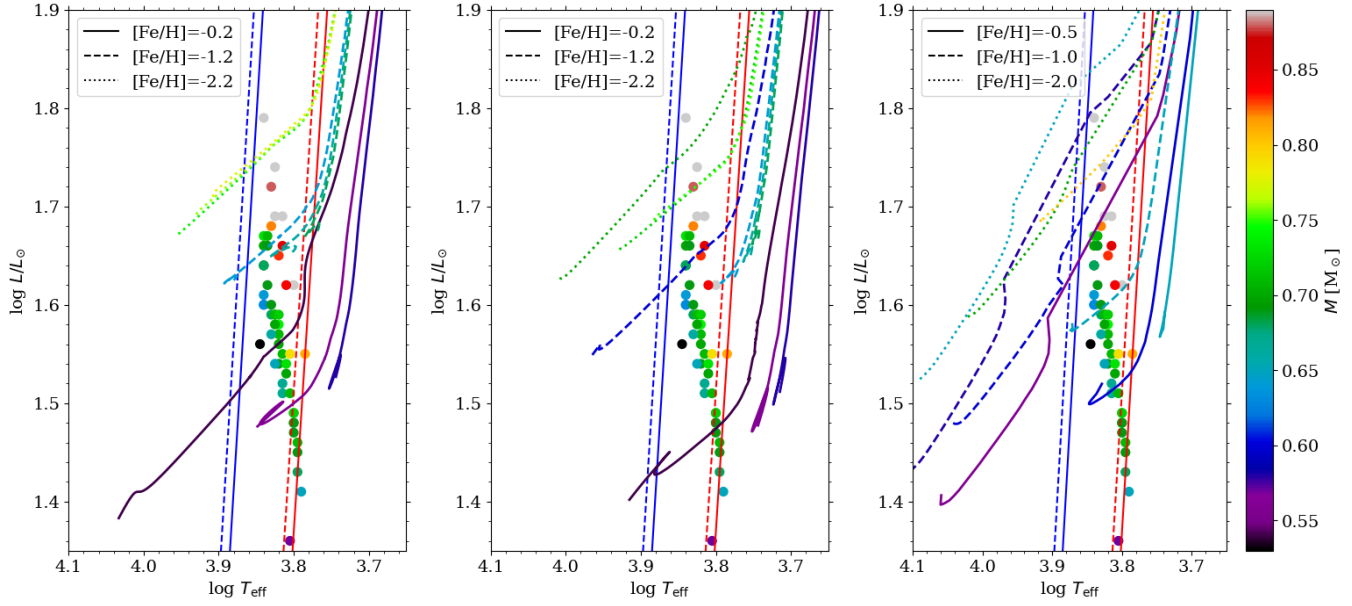 1.9
1.8
1.7
1.6
1.5
1.4
log L/L⊙
[Fe/H]=-0.2
[Fe/H]=-1.2
[Fe/H]=-2.2
4.1 4.0 3.9 3.8 3.7
log Teff
1.9
1.8
1.7
1.6
1.5
1.4
log L/L⊙
[Fe/H]=-0.2
[Fe/H]=-1.2
[Fe/H]=-2.2
4.1 4.0 3.9 3.8 3.7
log Teff
1.9
1.8
1.7
1.6
1.5
1.4
log L/L⊙
[Fe/H]=-0.5
[Fe/H]=-1.0
[Fe/H]=-2.0
4.1 4.0 3.9 3.8 3.7
log Teff
0.85
0.80
0.75
0.70
0.65
0.60
0.55
M [M⊙]